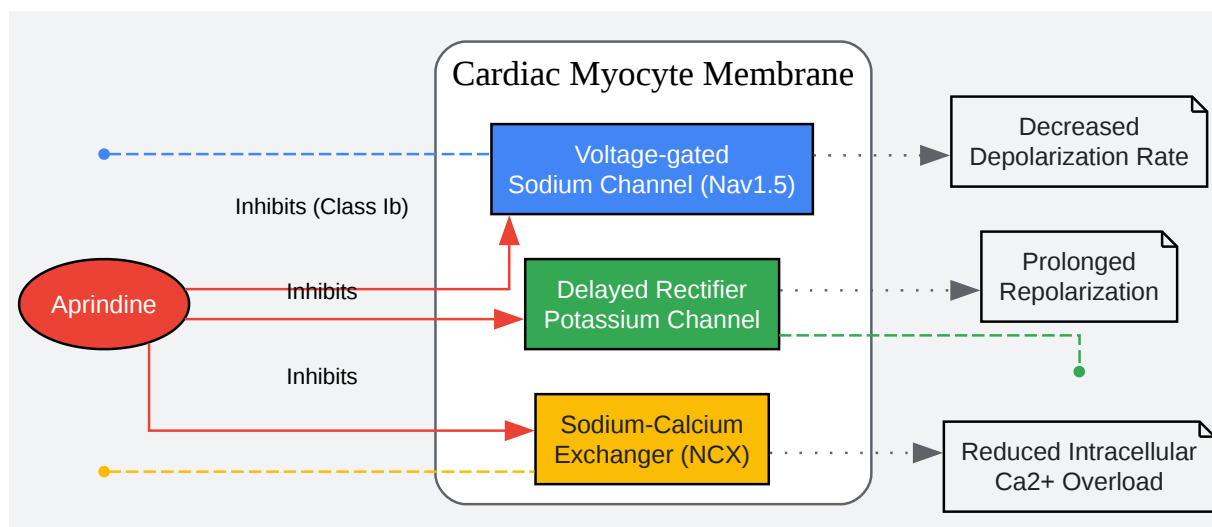 Cardiac Myocyte Membrane
Voltage-gated
Sodium Channel (Nav1.5)
Decreased
Depolarization Rate
Inhibits (Class Ib)
Aprindine
Inhibits
Delayed Rectifier
Potassium Channel
Prolonged
Repolarization
Inhibits
Sodium-Calcium
Exchanger (NCX)
Reduced Intracellular
Ca2+ Overload